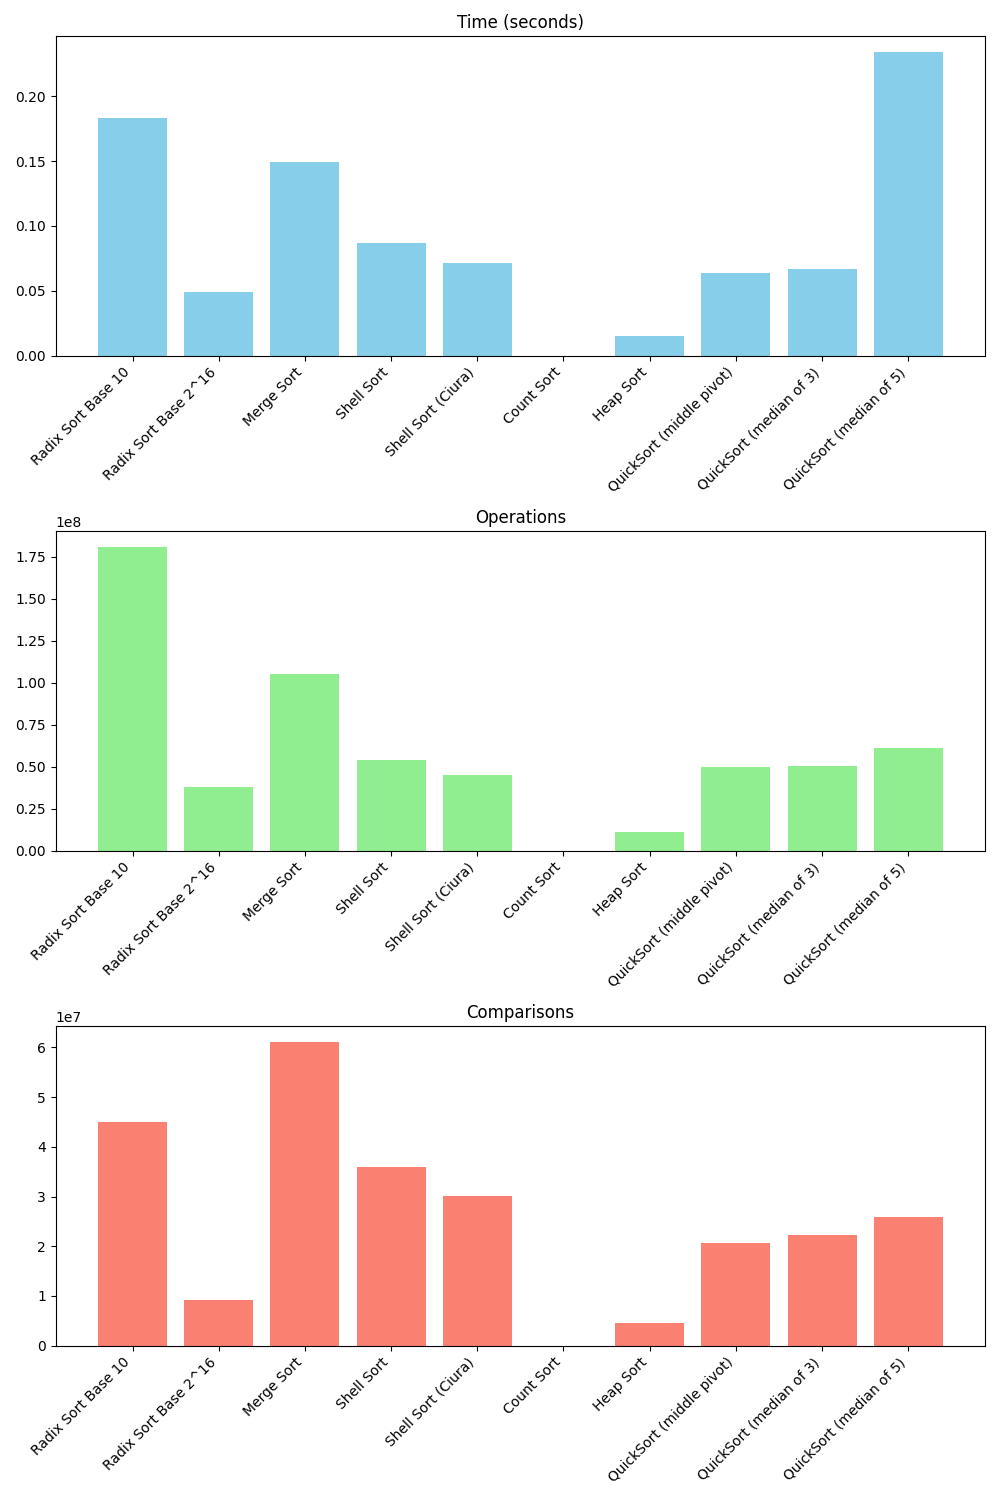 Time (seconds)
0.20
0.15
0.10
0.05
0.00
Radix Sort Base 10
Radix Sort Base 2^16
Merge Sort
Shell Sort
Shell Sort (Ciura)
Count Sort
Heap Sort
QuickSort (middle pivot)
QuickSort (median of 3)
QuickSort (median of 5)
Operations
1e8
1.75
1.50
1.25
1.00
0.75
0.50
0.25
0.00
Radix Sort Base 10
Radix Sort Base 2^16
Merge Sort
Shell Sort
Shell Sort (Ciura)
Count Sort
Heap Sort
QuickSort (middle pivot)
QuickSort (median of 3)
QuickSort (median of 5)
Comparisons
1e7
6
5
4
3
2
1
0
Radix Sort Base 10
Radix Sort Base 2^16
Merge Sort
Shell Sort
Shell Sort (Ciura)
Count Sort
Heap Sort
QuickSort (middle pivot)
QuickSort (median of 3)
QuickSort (median of 5)